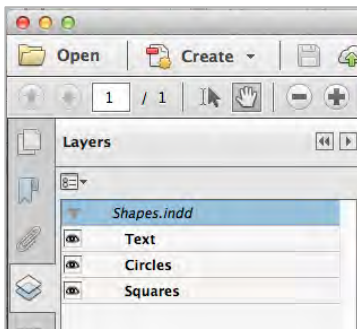 Open Create
1 / 1
Layers
Shapes.indd
Text
Circles
Squares